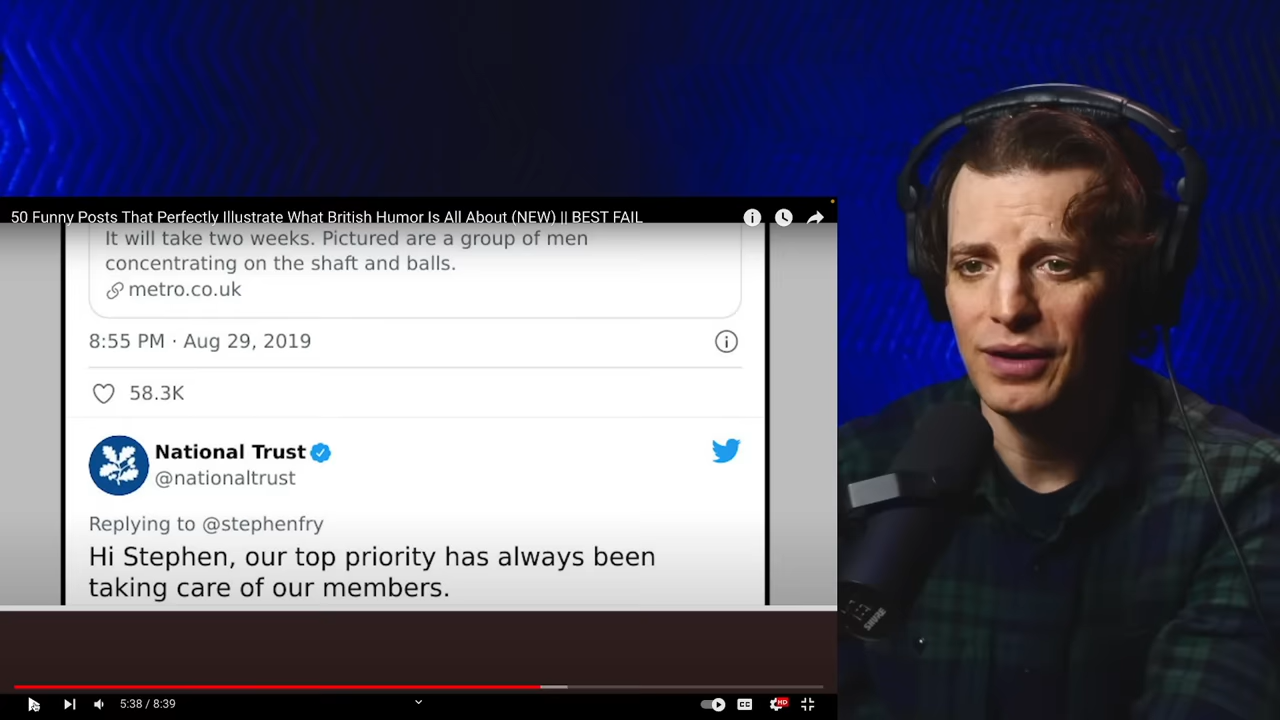 50 Funny Posts That Perfectly Illustrate What British Humor Is All About (NEW) || BEST FAIL
It will take two weeks. Pictured are a group of men
concentrating on the shaft and balls.
metro.co.uk
8:55 PM · Aug 29, 2019
58.3K
National Trust
@nationaltrust
Replying to @stephenfry
Hi Stephen, our top priority has always been
taking care of our members.
SHURE
5:38 / 8:39
CC
HD